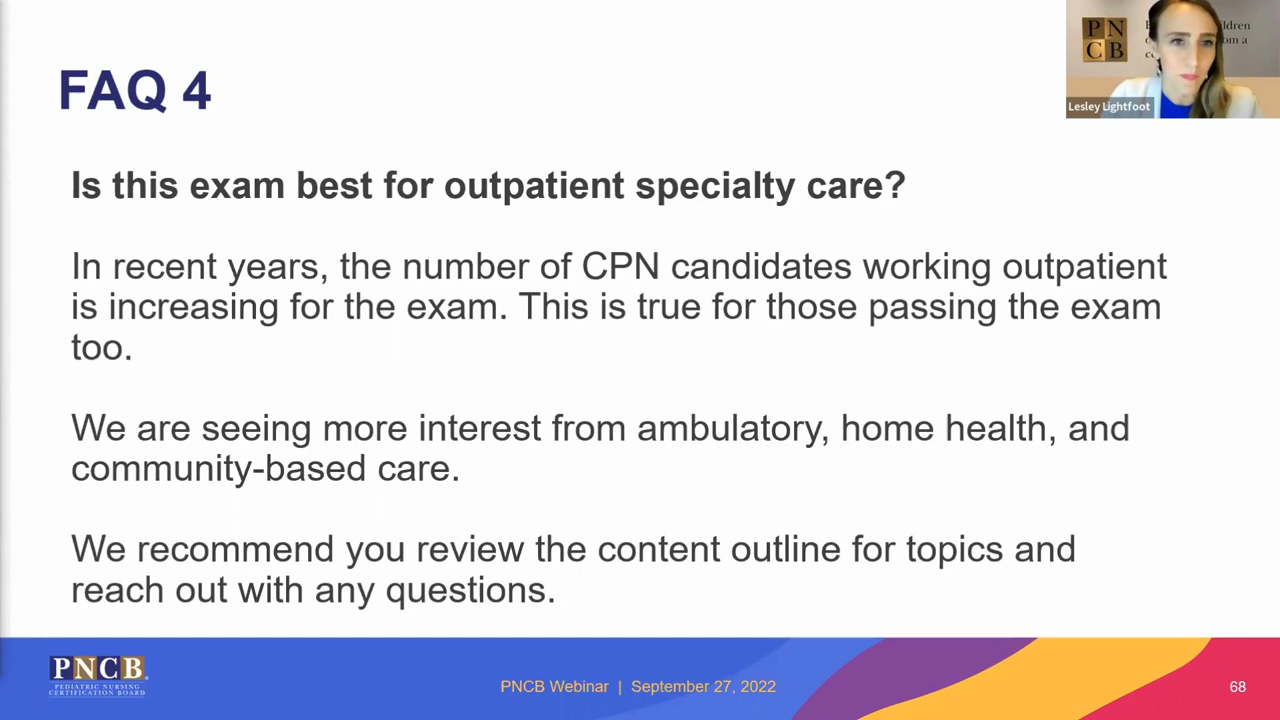 FAQ 4
Is this exam best for outpatient specialty care?
In recent years, the number of CPN candidates working outpatient
is increasing for the exam. This is true for those passing the exam
too.
We are seeing more interest from ambulatory, home health, and
community-based care.
We recommend you review the content outline for topics and
reach out with any questions.
PN
CB
Lesley Lightfoot
PNCB
PEDIATRIC NURSING
CERTIFICATION BOARD
PNCB Webinar | September 27, 2022
68